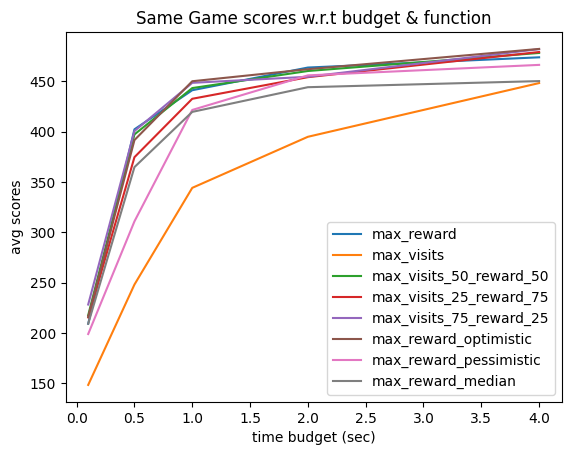 Same Game scores w.r.t budget & function
avg scores
450
400
350
300
250
200
150
max_reward
max_visits
max_visits_50_reward_50
max_visits_25_reward_75
max_visits_75_reward_25
max_reward_optimistic
max_reward_pessimistic
max_reward_median
0.0 0.5 1.0 1.5 2.0 2.5 3.0 3.5 4.0
time budget (sec)